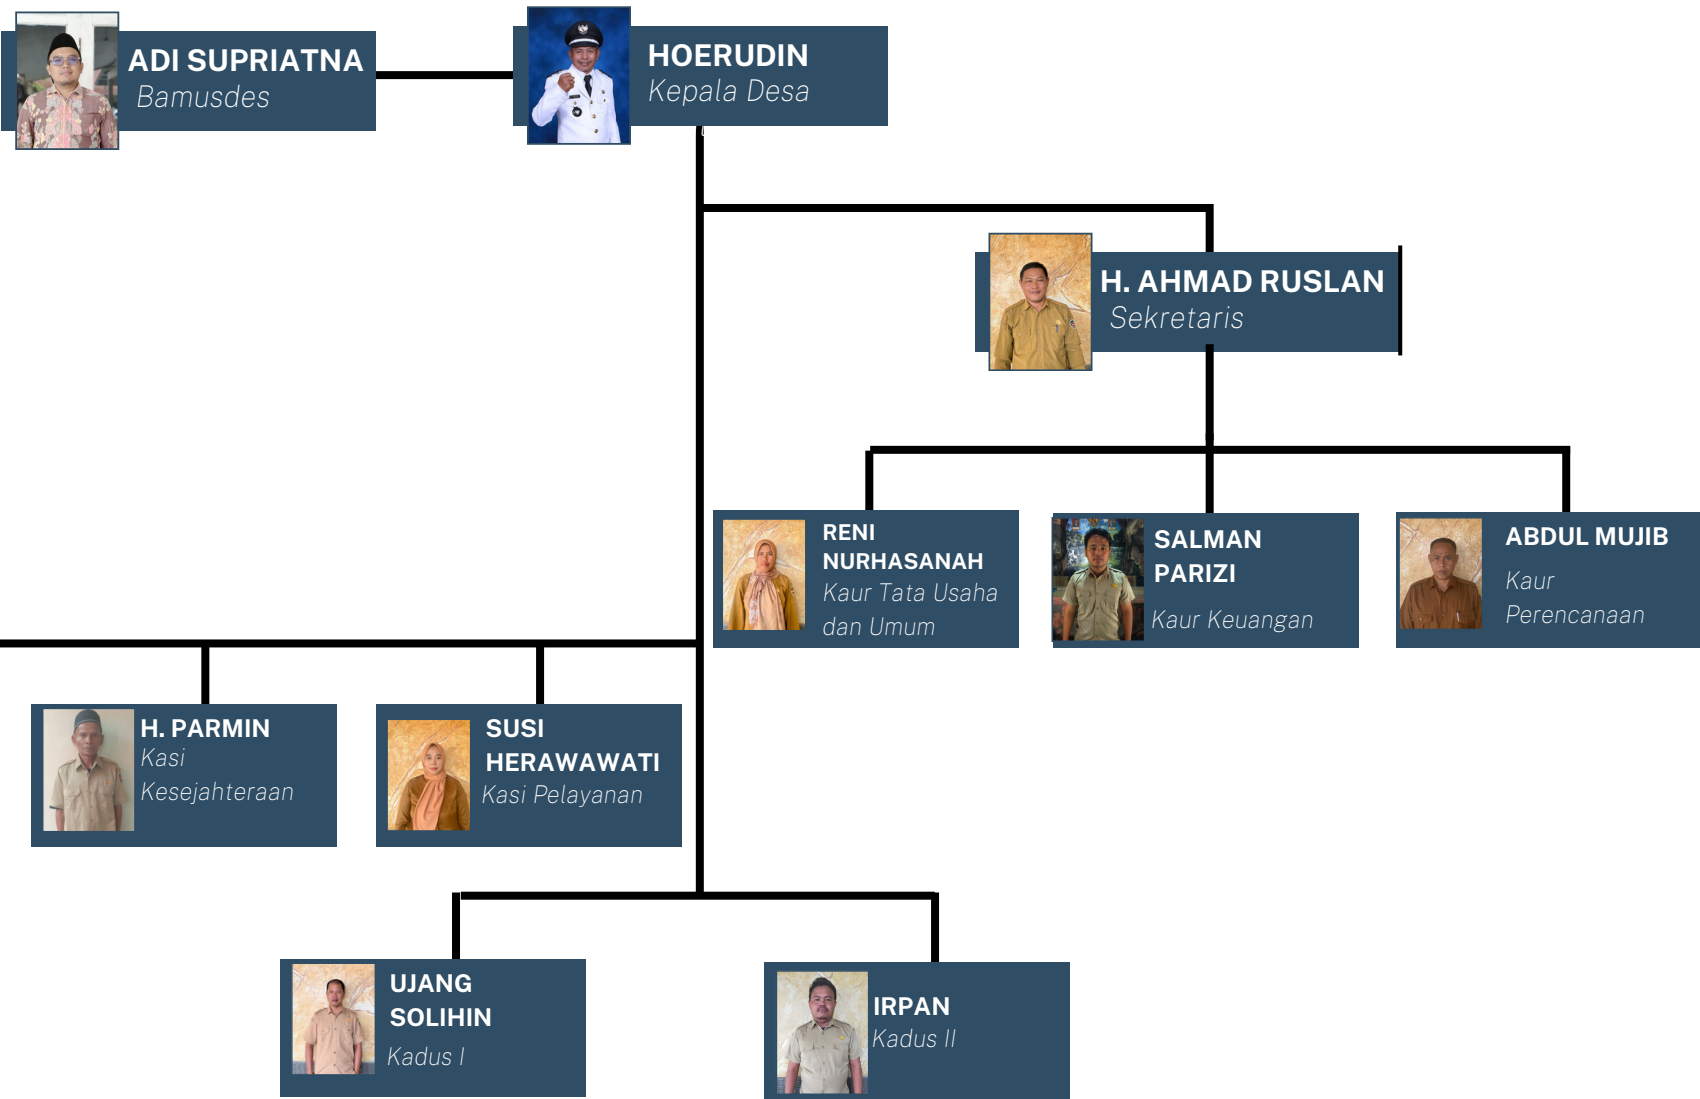 ADI SUPRIATNA
Bamusdes
HOERUDIN
Kepala Desa
H. AHMAD RUSLAN
Sekretaris
RENI
NURHASANAH
Kaur Tata Usaha
dan Umum
SALMAN
PARIZI
Kaur Keuangan
ABDUL MUJIB
Kaur
Perencanaan
H. PARMIN
Kasi
Kesejahteraan
SUSI
HERAWAWATI
Kasi Pelayanan
UJANG
SOLIHIN
Kadus I
IRPAN
Kadus II